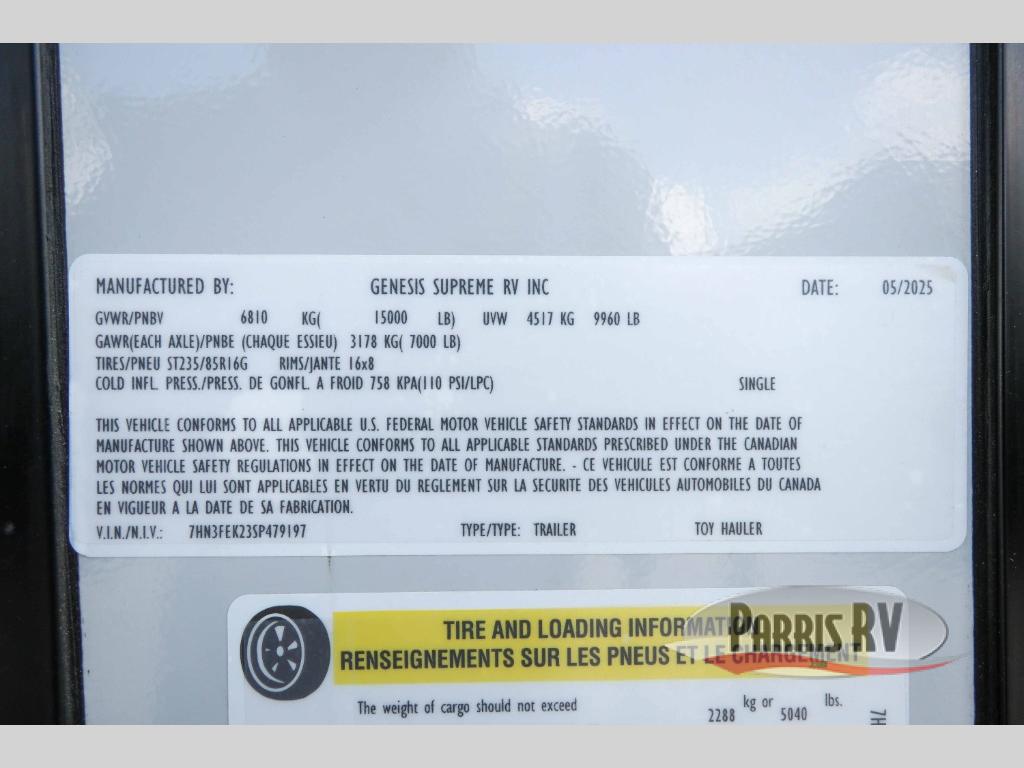 MANUFACTURED BY: GENESIS SUPREME RV INC DATE: 05/2025
GVWR/PNBV 6810 KG( 15000 LB) UVW 4517 KG 9960 LB
GAWR(EACH AXLE)/PNBE (CHAQUE ESSIEU) 3178 KG( 7000 LB)
TIRES/PNEU ST235/85R16G RIMS/JANTE 16x8
COLD INFL. PRESS./PRESS. DE GONFL. A FROID 758 KPA(110 PSI/LPC) SINGLE
THIS VEHICLE CONFORMS TO ALL APPLICABLE U.S. FEDERAL MOTOR VEHICLE SAFETY STANDARDS IN EFFECT ON THE DATE OF
MANUFACTURE SHOWN ABOVE. THIS VEHICLE CONFORMS TO ALL APPLICABLE STANDARDS PRESCRIBED UNDER THE CANADIAN
MOTOR VEHICLE SAFETY REGULATIONS IN EFFECT ON THE DATE OF MANUFACTURE. - CE VEHICULE EST CONFORME A TOUTES
LES NORMES QUI LUI SONT APPLICABLES EN VERTU DU REGLEMENT SUR LA SECURITE DES VEHICULES AUTOMOBILES DU CANADA
EN VIGUEUR A LA DATE DE SA FABRICATION.
V.I.N./N.I.V.: 7HN3FEK23SP479197 TYPE/TYPE: TRAILER TOY HAULER
TIRE AND LOADING INFORMATION
RENSEIGNEMENTS SUR LES PNEUS ET LE CHARGEMENT
PARRIS RV
The weight of cargo should not exceed 2288 kg or 5040 lbs.
7H